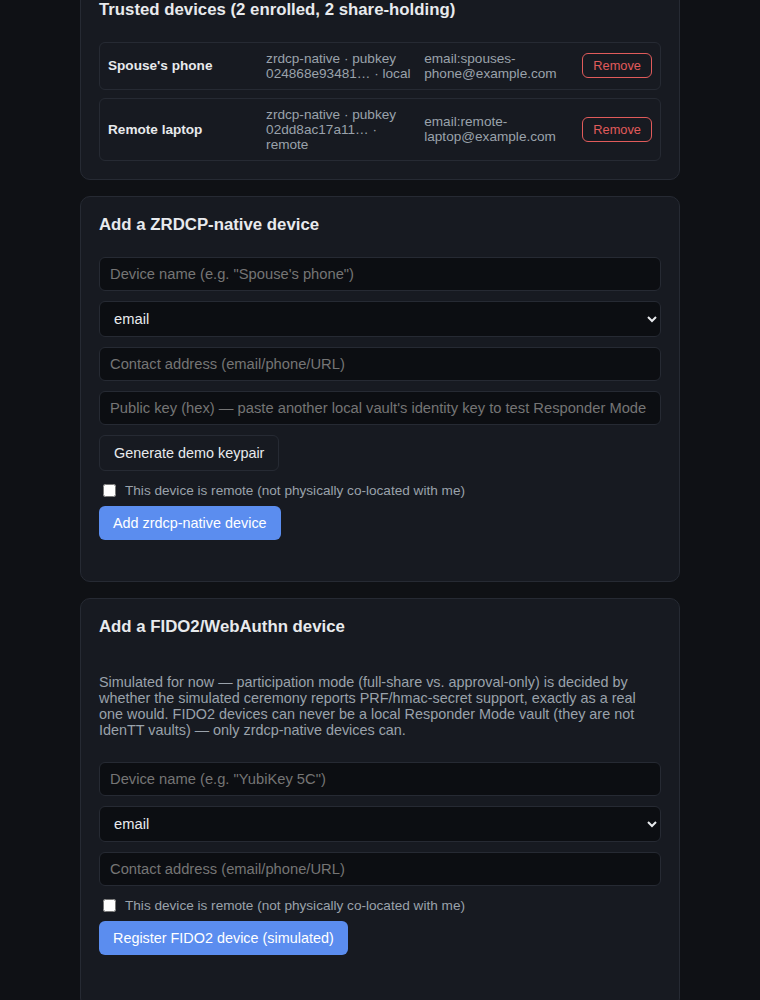 Trusted devices (2 enrolled, 2 share-holding)
Spouse's phone
zrdcp-native · pubkey
024868e93481… · local
email:spouses-
phone@example.com
Remove
Remote laptop
zrdcp-native · pubkey
02dd8ac17a11… ·
remote
email:remote-
laptop@example.com
Remove
Add a ZRDCP-native device
Device name (e.g. "Spouse's phone")
email
Contact address (email/phone/URL)
Public key (hex) — paste another local vault's identity key to test Responder Mode
Generate demo keypair
This device is remote (not physically co-located with me)
Add zrdcp-native device
Add a FIDO2/WebAuthn device
Simulated for now — participation mode (full-share vs. approval-only) is decided by
whether the simulated ceremony reports PRF/hmac-secret support, exactly as a real
one would. FIDO2 devices can never be a local Responder Mode vault (they are not
IdenTT vaults) — only zrdcp-native devices can.
Device name (e.g. "YubiKey 5C")
email
Contact address (email/phone/URL)
This device is remote (not physically co-located with me)
Register FIDO2 device (simulated)